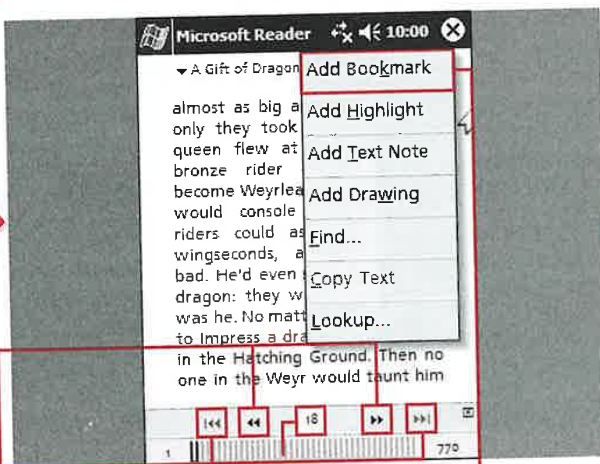 Microsoft Reader 10:00
A Gift of Dragon
Add Bookmark
Add Highlight
Add Text Note
Add Drawing
Find...
Copy Text
Lookup...
almost as big a
only they took
queen flew at
bronze rider
become Weyrlea
would console
riders could as
wingseconds, a
bad. He'd even
dragon: they w
was he. No matt
to Impress a dra
in the Hatching Ground. Then no
one in the Weyr would taunt him
18
1 770